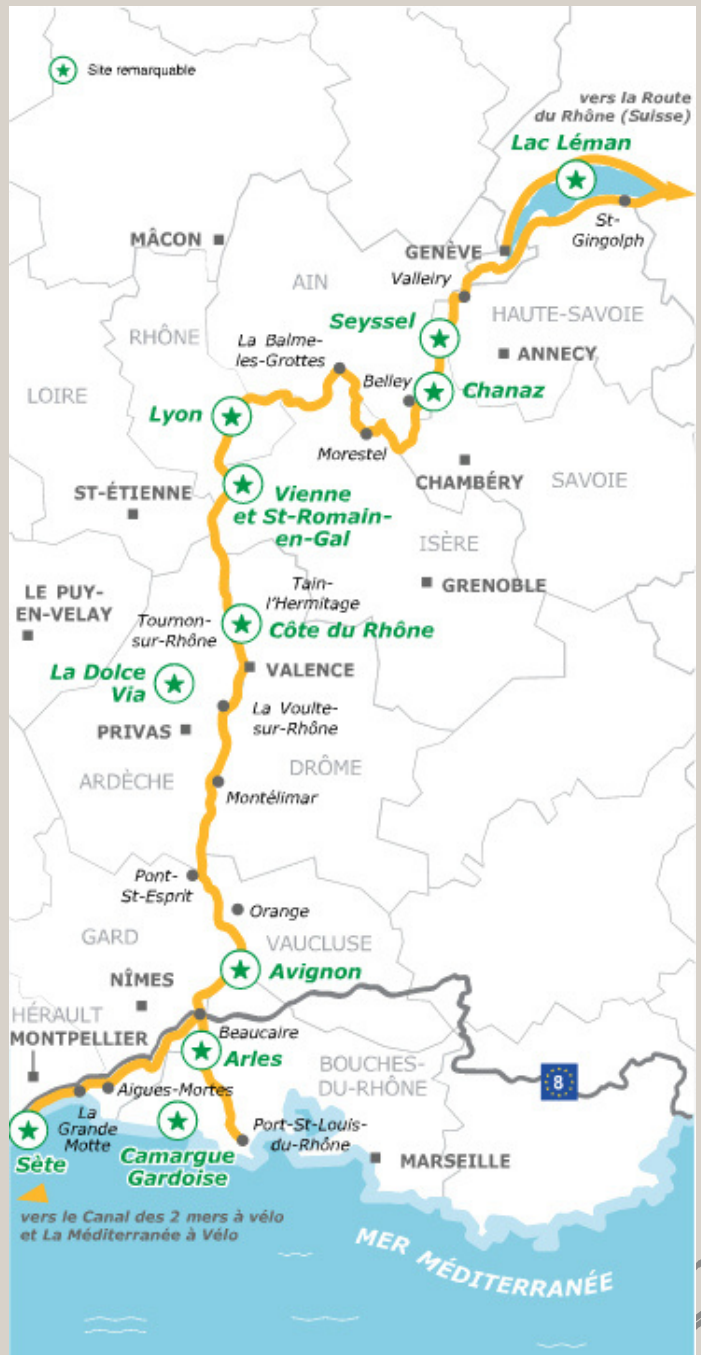 Site remarquable
vers la Route
du Rhône (Suisse)
Lac Léman
St-
Gingolph
MÂCON
GENÈVE
Valleiry
AIN
HAUTE-SAVOIE
RHÔNE
Seyssel
La Balme-
les-Grottes
ANNECY
Belley
Chanaz
LOIRE
Lyon
Morestel
CHAMBÉRY
SAVOIE
ST-ÉTIENNE
Vienne
et St-Romain-
en-Gal
ISÈRE
GRENOBLE
LE PUY-
EN-VELAY
Tain-
l'Hermitage
Tournon-
sur-Rhône
Côte du Rhône
La Dolce
Via
VALENCE
La Voulte-
sur-Rhône
PRIVAS
ARDÈCHE
DRÔME
Montélimar
Pont-
St-Esprit
Orange
GARD
VAUCLUSE
Avignon
NÎMES
HÉRAULT
MONTPELLIER
Beaucaire
Arles
BOUCHES-
DU-RHÔNE
8
Aigues-Mortes
La
Grande
Motte
Port-St-Louis-
du-Rhône
Sète
Camargue
Gardoise
MARSEILLE
vers le Canal des 2 mers à vélo
et La Méditerranée à Vélo
MER MÉDITERRANÉE